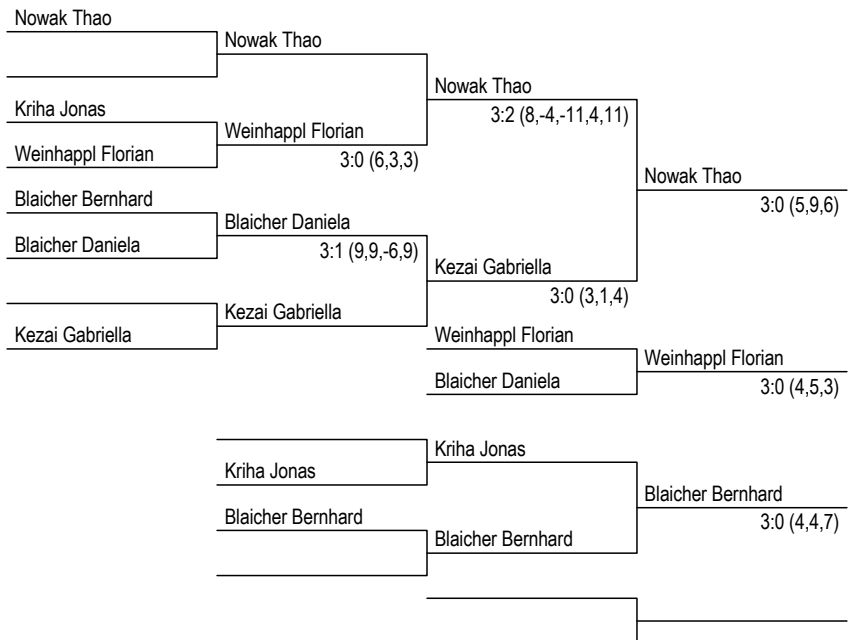 Nowak Thao
Nowak Thao
Nowak Thao
3:2 (8,-4,-11,4,11)
Kriha Jonas
Weinhappl Florian
Weinhappl Florian
3:0 (6,3,3)
Nowak Thao
3:0 (5,9,6)
Blaicher Bernhard
Blaicher Daniela
Blaicher Daniela
3:1 (9,9,-6,9)
Kezai Gabriella
3:0 (3,1,4)
Kezai Gabriella
Kezai Gabriella
Weinhappl Florian
Weinhappl Florian
Blaicher Daniela
3:0 (4,5,3)
Kriha Jonas
Kriha Jonas
Blaicher Bernhard
3:0 (4,4,7)
Blaicher Bernhard
Blaicher Bernhard